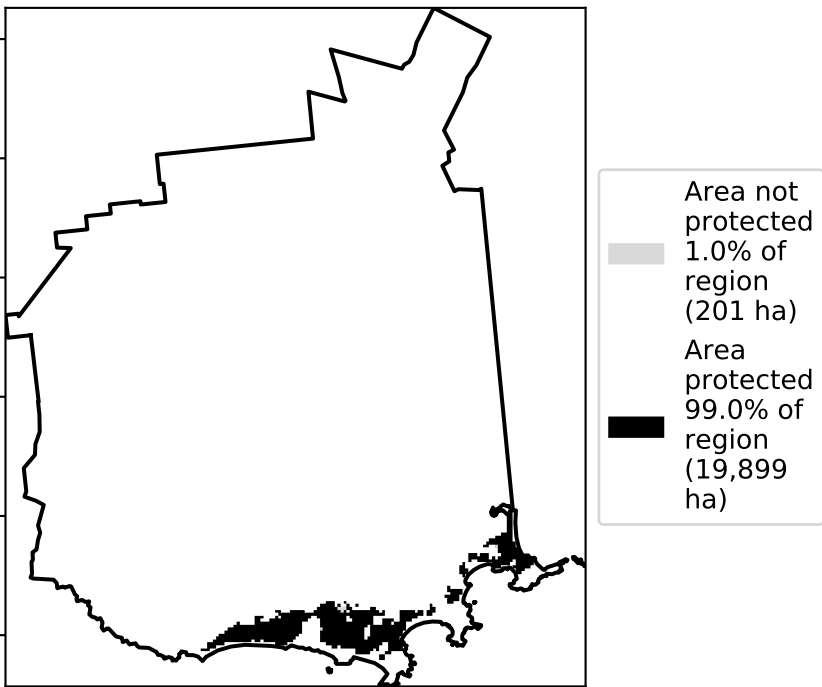 Area not
protected
1.0% of
region
(201 ha)
Area
protected
99.0% of
region
(19,899
ha)